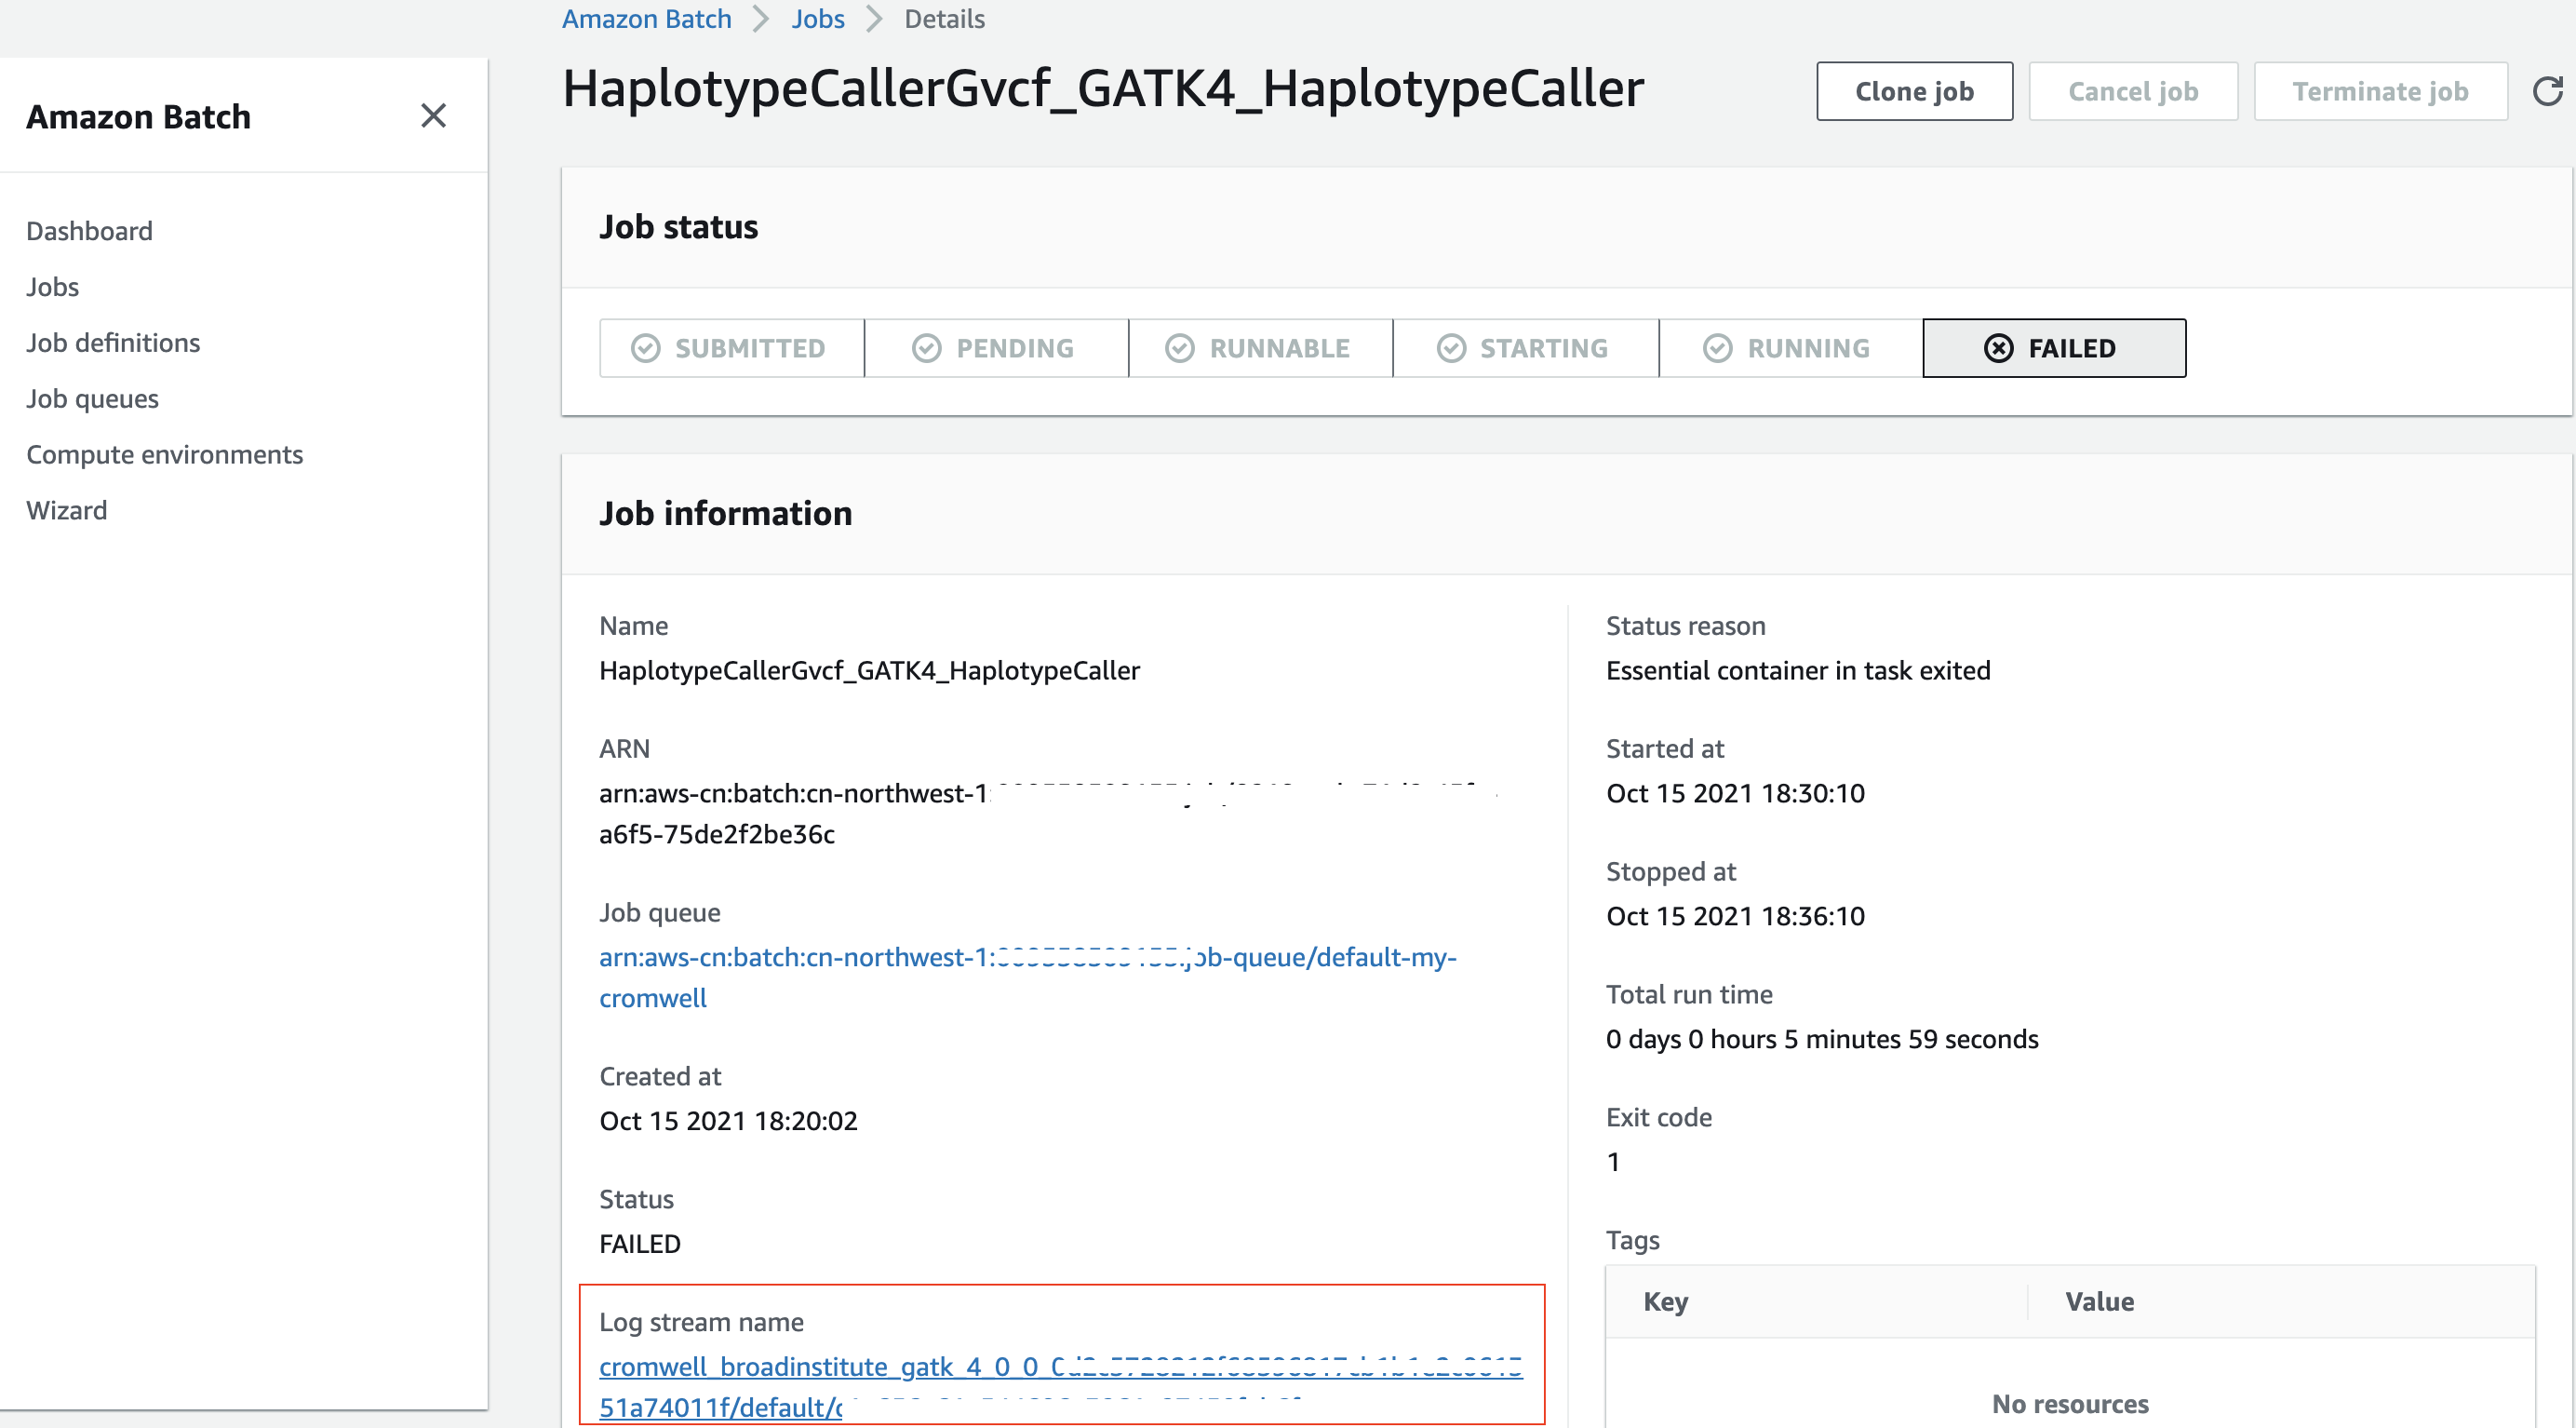 Amazon Batch
Jobs
Details
HaplotypeCallerGvcf_GATK4_HaplotypeCaller
Clone job
Cancel job
Terminate job
Amazon Batch
Dashboard
Jobs
Job definitions
Job queues
Compute environments
Wizard
Job status
SUBMITTED
PENDING
RUNNABLE
STARTING
RUNNING
FAILED
Job information
Name
HaplotypeCallerGvcf_GATK4_HaplotypeCaller
ARN
arn:aws-cn:batch:cn-northwest-1:
a6f5-75de2f2be36c
Job queue
arn:aws-cn:batch:cn-northwest-1: job-queue/default-my-
cromwell
Created at
Oct 15 2021 18:20:02
Status
FAILED
Log stream name
cromwell_broadinstitute_gatk_4_0_0_0
51a74011f/default/
Status reason
Essential container in task exited
Started at
Oct 15 2021 18:30:10
Stopped at
Oct 15 2021 18:36:10
Total run time
0 days 0 hours 5 minutes 59 seconds
Exit code
1
Tags
Key
Value
No resources